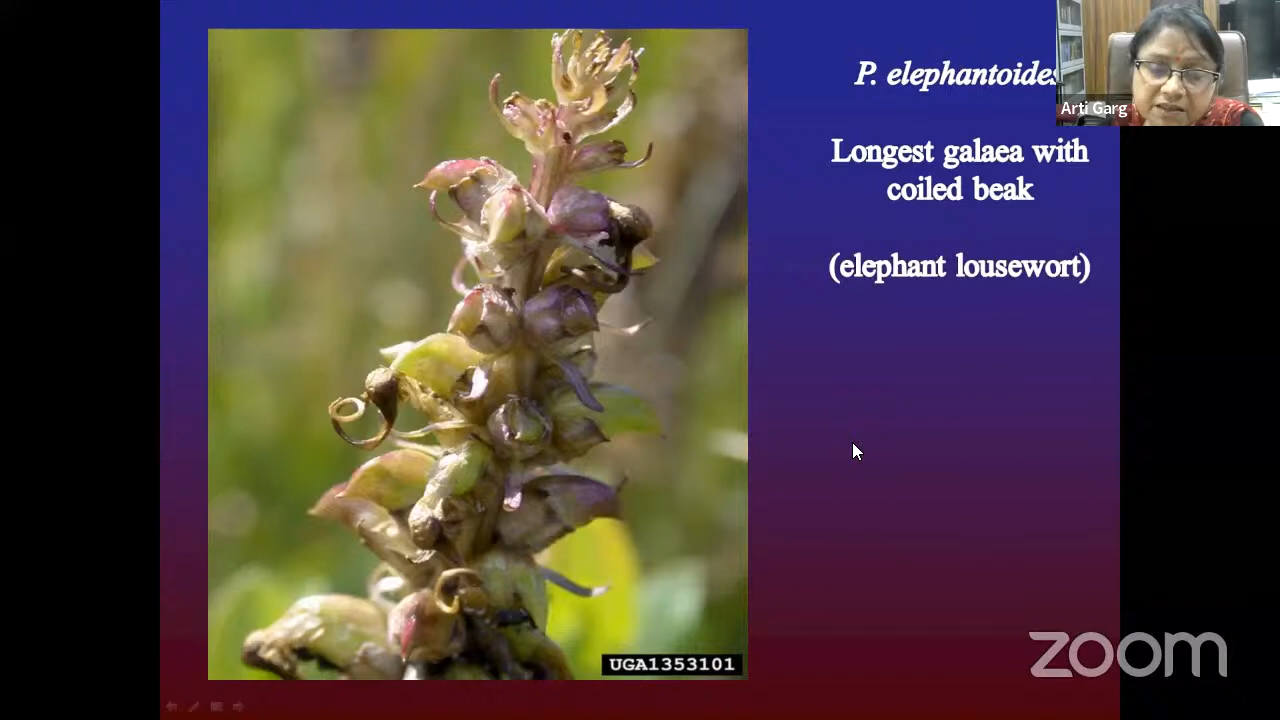 P. elephantoides
Arti Garg
Longest galaea with
coiled beak
(elephant lousewort)
UGA1353101
zoom